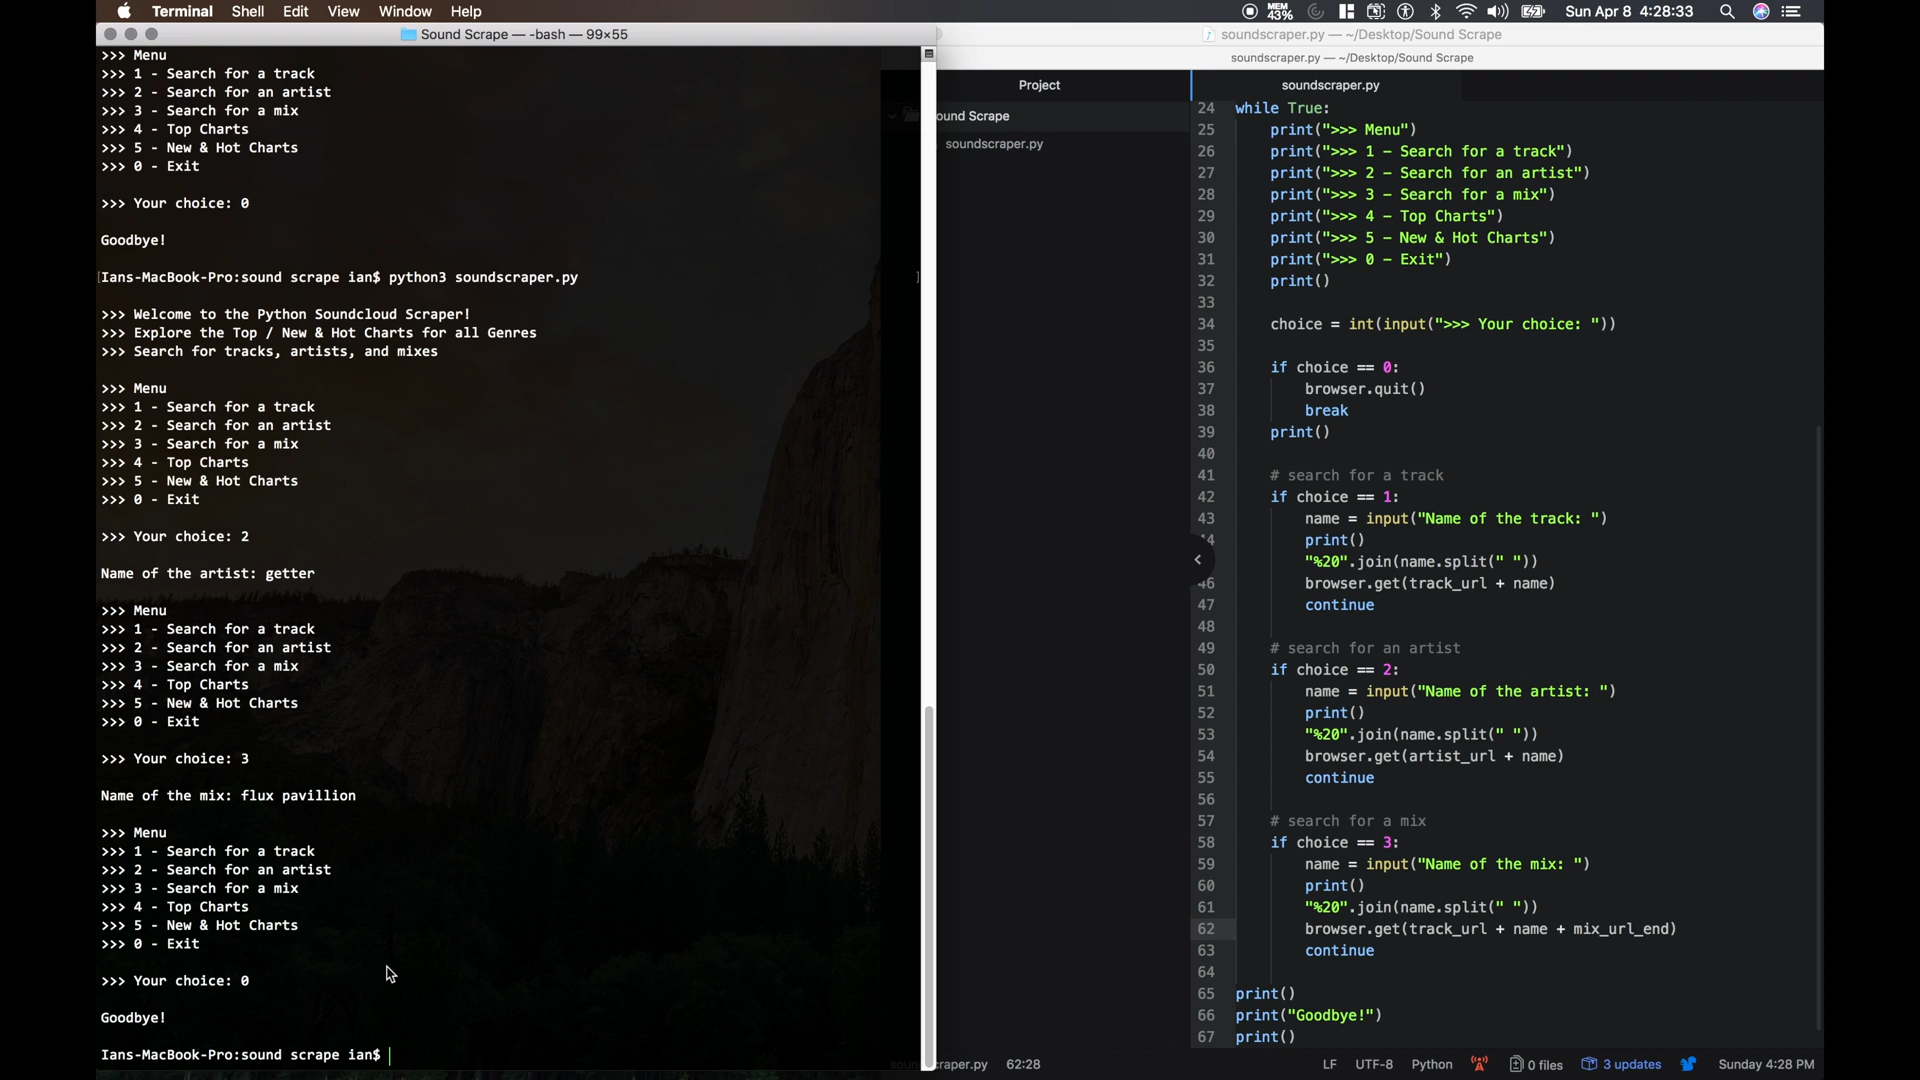 Terminal Shell Edit View Window Help
MEM 43% Sun Apr 8 4:28:33
Sound Scrape — -bash — 99×55
>>> Menu
>>> 1 - Search for a track
>>> 2 - Search for an artist
>>> 3 - Search for a mix
>>> 4 - Top Charts
>>> 5 - New & Hot Charts
>>> 0 - Exit
>>> Your choice: 0
Goodbye!
[Ians-MacBook-Pro:sound scrape ian$ python3 soundscraper.py ]
>>> Welcome to the Python Soundcloud Scraper!
>>> Explore the Top / New & Hot Charts for all Genres
>>> Search for tracks, artists, and mixes
>>> Menu
>>> 1 - Search for a track
>>> 2 - Search for an artist
>>> 3 - Search for a mix
>>> 4 - Top Charts
>>> 5 - New & Hot Charts
>>> 0 - Exit
>>> Your choice: 2
Name of the artist: getter
>>> Menu
>>> 1 - Search for a track
>>> 2 - Search for an artist
>>> 3 - Search for a mix
>>> 4 - Top Charts
>>> 5 - New & Hot Charts
>>> 0 - Exit
>>> Your choice: 3
Name of the mix: flux pavillion
>>> Menu
>>> 1 - Search for a track
>>> 2 - Search for an artist
>>> 3 - Search for a mix
>>> 4 - Top Charts
>>> 5 - New & Hot Charts
>>> 0 - Exit
>>> Your choice: 0
Goodbye!
Ians-MacBook-Pro:sound scrape ian$
soundscraper.py — ~/Desktop/Sound Scrape
soundscraper.py — ~/Desktop/Sound Scrape
Project
ound Scrape
soundscraper.py
soundscraper.py
24 while True:
25 print(">>> Menu")
26 print(">>> 1 - Search for a track")
27 print(">>> 2 - Search for an artist")
28 print(">>> 3 - Search for a mix")
29 print(">>> 4 - Top Charts")
30 print(">>> 5 - New & Hot Charts")
31 print(">>> 0 - Exit")
32 print()
33
34 choice = int(input(">>> Your choice: "))
35
36 if choice == 0:
37 browser.quit()
38 break
39 print()
40
41 # search for a track
42 if choice == 1:
43 name = input("Name of the track: ")
44 print()
"%20".join(name.split(" "))
46 browser.get(track_url + name)
47 continue
48
49 # search for an artist
50 if choice == 2:
51 name = input("Name of the artist: ")
52 print()
53 "%20".join(name.split(" "))
54 browser.get(artist_url + name)
55 continue
56
57 # search for a mix
58 if choice == 3:
59 name = input("Name of the mix: ")
60 print()
61 "%20".join(name.split(" "))
62 browser.get(track_url + name + mix_url_end)
63 continue
64
65 print()
66 print("Goodbye!")
67 print()
raper.py 62:28 LF UTF-8 Python 0 files 3 updates Sunday 4:28 PM